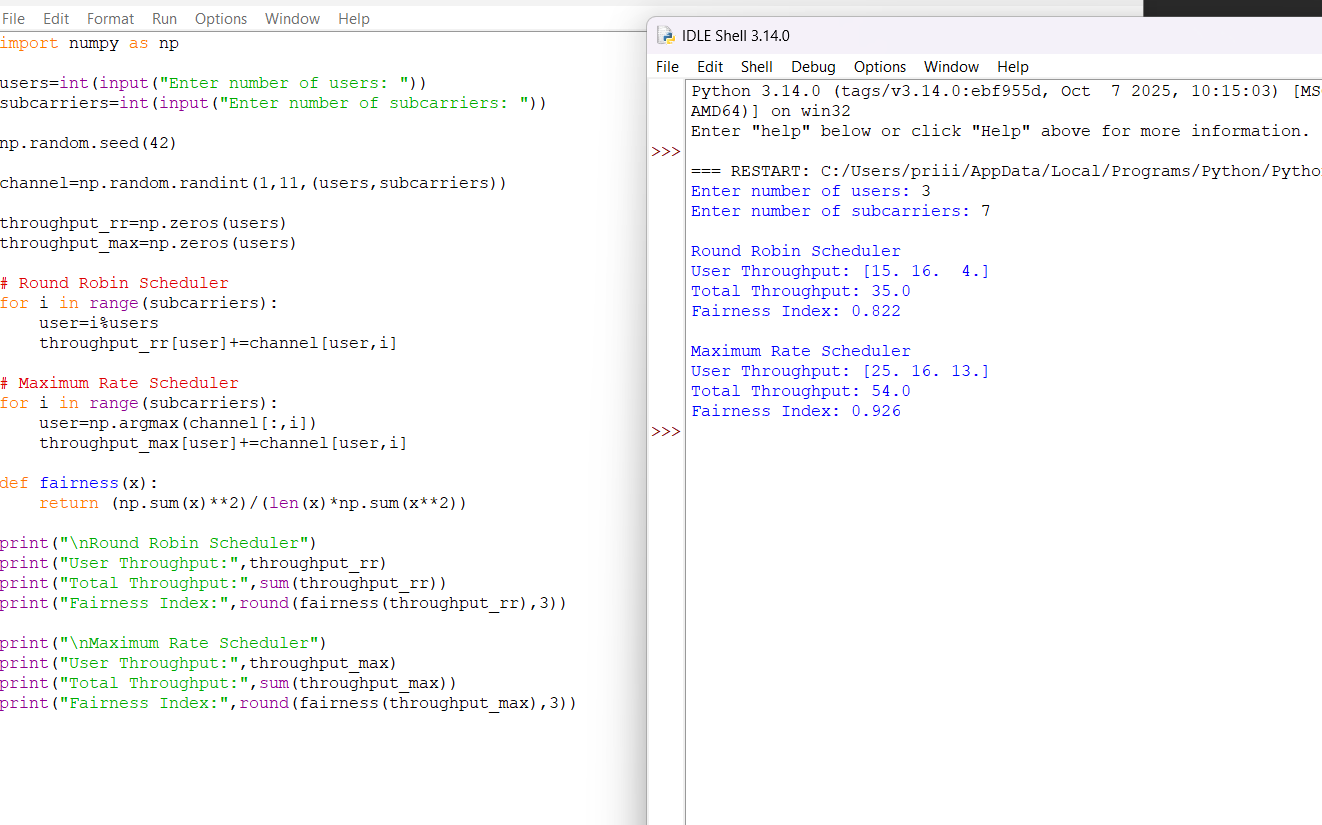 File Edit Format Run Options Window Help
import numpy as np
users=int(input("Enter number of users: "))
subcarriers=int(input("Enter number of subcarriers: "))
np.random.seed(42)
channel=np.random.randint(1,11,(users,subcarriers))
throughput_rr=np.zeros(users)
throughput_max=np.zeros(users)
# Round Robin Scheduler
for i in range(subcarriers):
    user=i%users
    throughput_rr[user]+=channel[user,i]
# Maximum Rate Scheduler
for i in range(subcarriers):
    user=np.argmax(channel[:,i])
    throughput_max[user]+=channel[user,i]
def fairness(x):
    return (np.sum(x)**2)/(len(x)*np.sum(x**2))
print("\nRound Robin Scheduler")
print("User Throughput:",throughput_rr)
print("Total Throughput:",sum(throughput_rr))
print("Fairness Index:",round(fairness(throughput_rr),3))
print("\nMaximum Rate Scheduler")
print("User Throughput:",throughput_max)
print("Total Throughput:",sum(throughput_max))
print("Fairness Index:",round(fairness(throughput_max),3))
IDLE Shell 3.14.0
File Edit Shell Debug Options Window Help
Python 3.14.0 (tags/v3.14.0:ebf955d, Oct  7 2025, 10:15:03) [MS
AMD64)] on win32
Enter "help" below or click "Help" above for more information.
>>>
=== RESTART: C:/Users/priii/AppData/Local/Programs/Python/Pytho
Enter number of users: 3
Enter number of subcarriers: 7
Round Robin Scheduler
User Throughput: [15. 16.  4.]
Total Throughput: 35.0
Fairness Index: 0.822
Maximum Rate Scheduler
User Throughput: [25. 16. 13.]
Total Throughput: 54.0
Fairness Index: 0.926
>>>